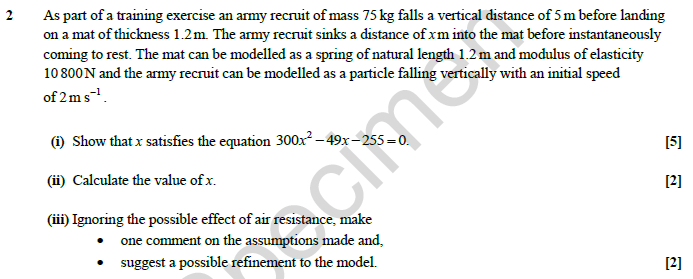 2 As part of a training exercise an army recruit of mass 75 kg falls a vertical distance of 5 m before landing
on a mat of thickness 1.2 m. The army recruit sinks a distance of x m into the mat before instantaneously
coming to rest. The mat can be modelled as a spring of natural length 1.2 m and modulus of elasticity
10 800 N and the army recruit can be modelled as a particle falling vertically with an initial speed
of 2 m s⁻¹.
(i) Show that x satisfies the equation 300x² − 49x − 255 = 0. [5]
(ii) Calculate the value of x. [2]
(iii) Ignoring the possible effect of air resistance, make
• one comment on the assumptions made and,
• suggest a possible refinement to the model. [2]
Specimen